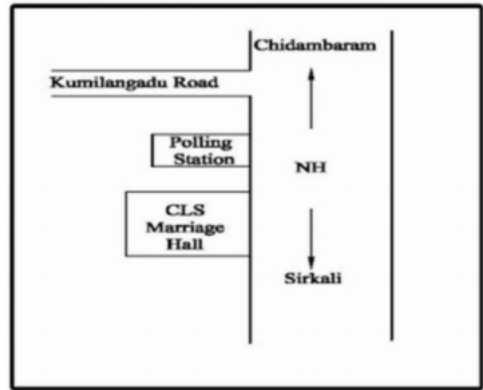 Chidambaram
Kumilangadu Road
Polling
Station
NH
CLS
Marriage
Hall
Sirkali